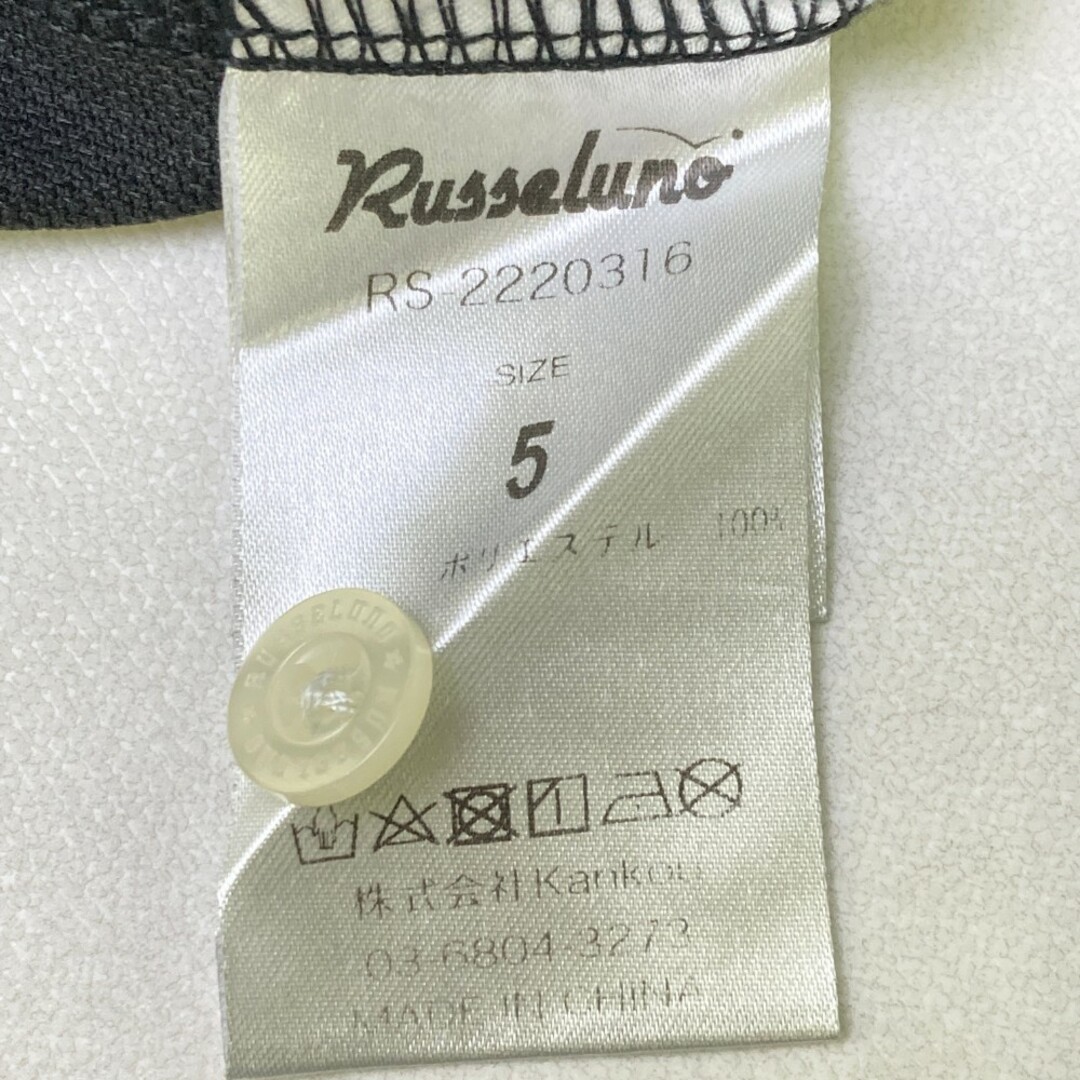 Russeluno
RS-2220316
SIZE
5
ポリエステル 100%
RUSSELUNO
株式会社Kankou
03-6804-3273
MADE IN CHINA